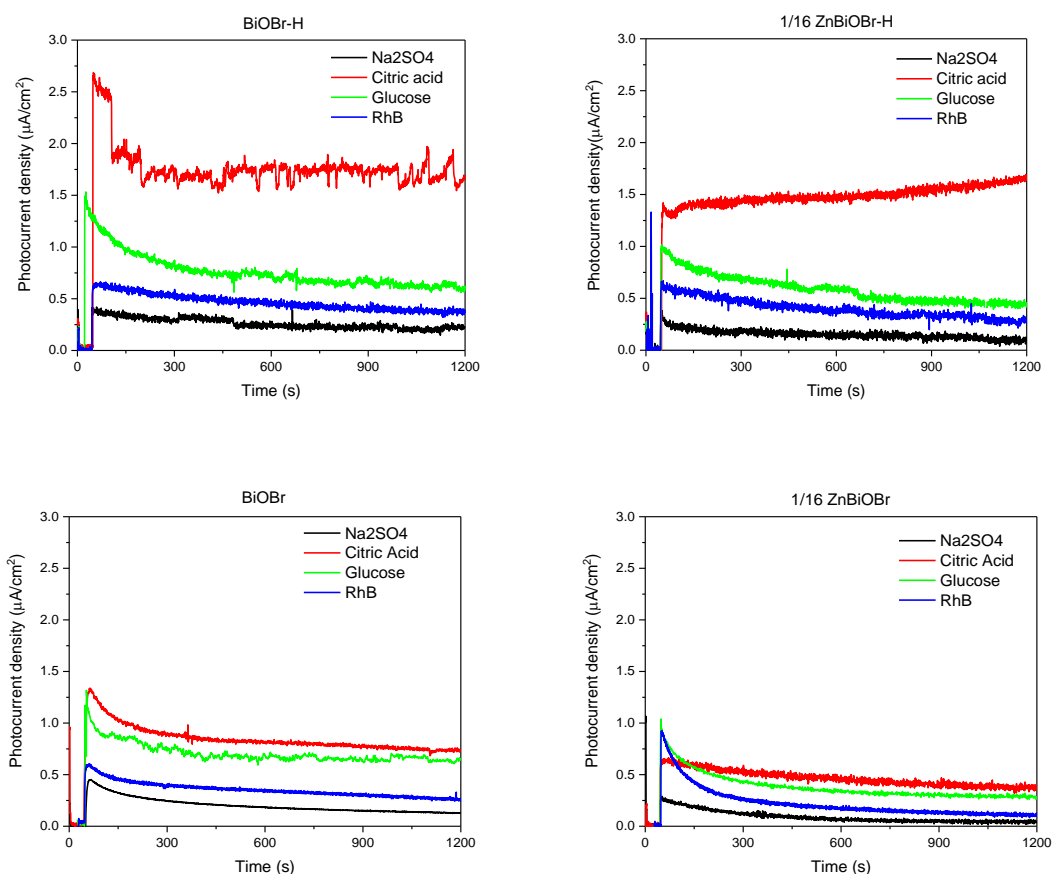 BiOBr-H
3.0
2.5
2.0
1.5
1.0
0.5
0.0
Photocurrent density (μA/cm²)
Na2SO4
Citric acid
Glucose
RhB
0 300 600 900 1200
Time (s)
1/16 ZnBiOBr-H
3.0
2.5
2.0
1.5
1.0
0.5
0.0
Photocurrent density(μA/cm²)
Na2SO4
Citric acid
Glucose
RhB
0 300 600 900 1200
Time (s)
BiOBr
3.0
2.5
2.0
1.5
1.0
0.5
0.0
Photocurrent density (μA/cm²)
Na2SO4
Citric Acid
Glucose
RhB
0 300 600 900 1200
Time (s)
1/16 ZnBiOBr
3.0
2.5
2.0
1.5
1.0
0.5
0.0
Photocurrent density (μA/cm²)
Na2SO4
Citric Acid
Glucose
RhB
0 300 600 900 1200
Time (s)